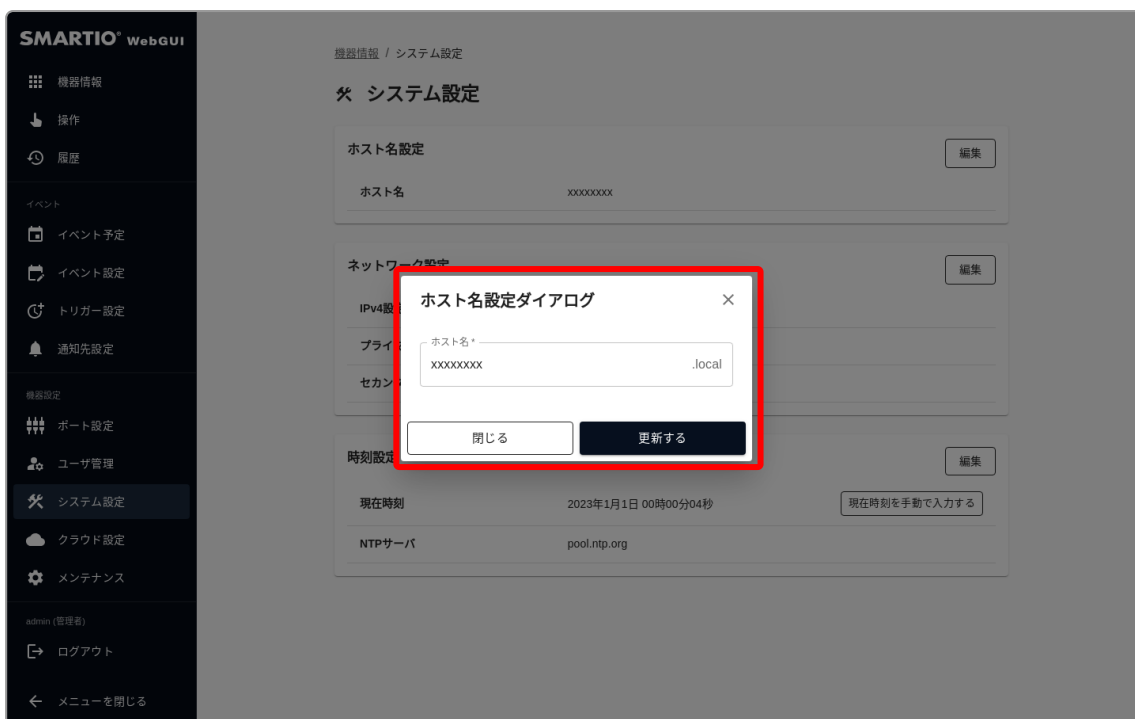 SMARTIO® WebGUI
機器情報
操作
履歴
イベント
イベント予定
イベント設定
トリガー設定
通知先設定
機器設定
ポート設定
ユーザ管理
システム設定
クラウド設定
メンテナンス
admin (管理者)
ログアウト
メニューを閉じる
機器情報 / システム設定
システム設定
ホスト名設定
編集
ホスト名 xxxxxxxx
ネットワーク設定
編集
IPv4設
プライ
セカン
ホスト名設定ダイアログ
ホスト名 *
xxxxxxxx .local
閉じる 更新する
時刻設定
編集
現在時刻 2023年1月1日 00時00分04秒 現在時刻を手動で入力する
NTPサーバ pool.ntp.org